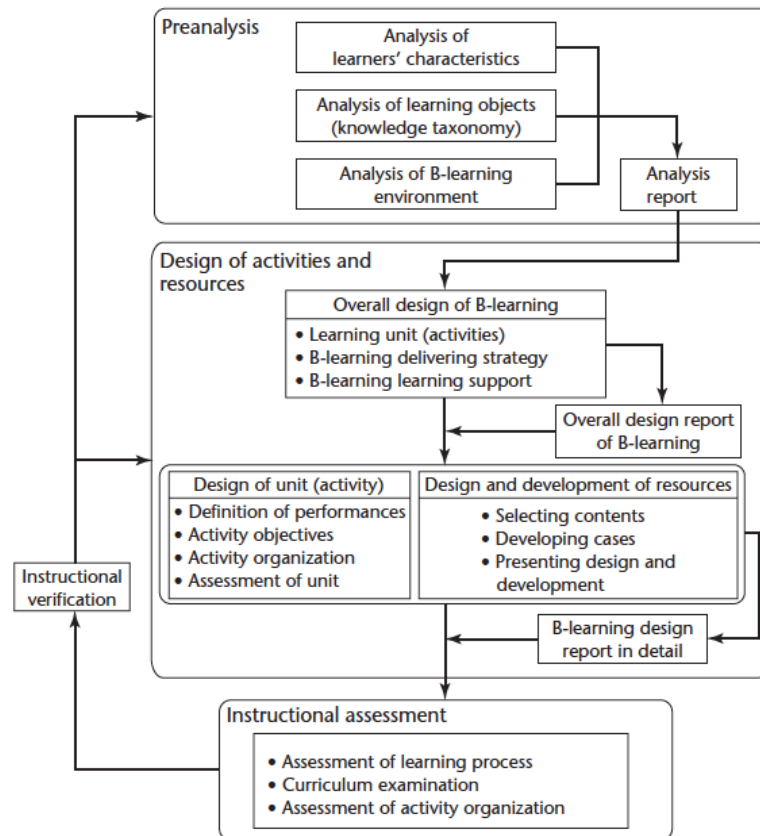 Preanalysis
Analysis of
learners' characteristics
Analysis of learning objects
(knowledge taxonomy)
Analysis of B-learning
environment
Analysis
report
Design of activities and
resources
Overall design of B-learning
• Learning unit (activities)
• B-learning delivering strategy
• B-learning learning support
Overall design report
of B-learning
Design of unit (activity)
• Definition of performances
• Activity objectives
• Activity organization
• Assessment of unit
Design and development of resources
• Selecting contents
• Developing cases
• Presenting design and
development
Instructional
verification
B-learning design
report in detail
Instructional assessment
• Assessment of learning process
• Curriculum examination
• Assessment of activity organization